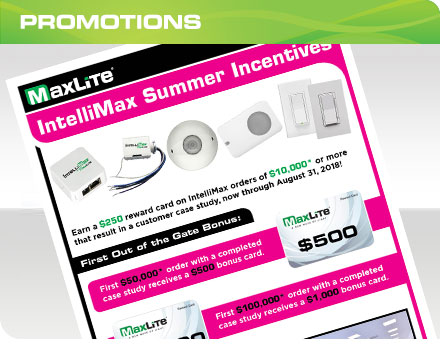 PROMOTIONS
MAXLITE®
IntelliMax Summer Incentives
Earn a $250 reward card on IntelliMax orders of $10,000* or more
that result in a customer case study, now through August 31, 2018!
First Out of the Gate Bonus:
MAXLITE
$500
First $50,000* order with a completed
case study receives a $500 bonus card.
First $100,000* order with a completed
case study receives a $1,000 bonus card.
MAXLITE